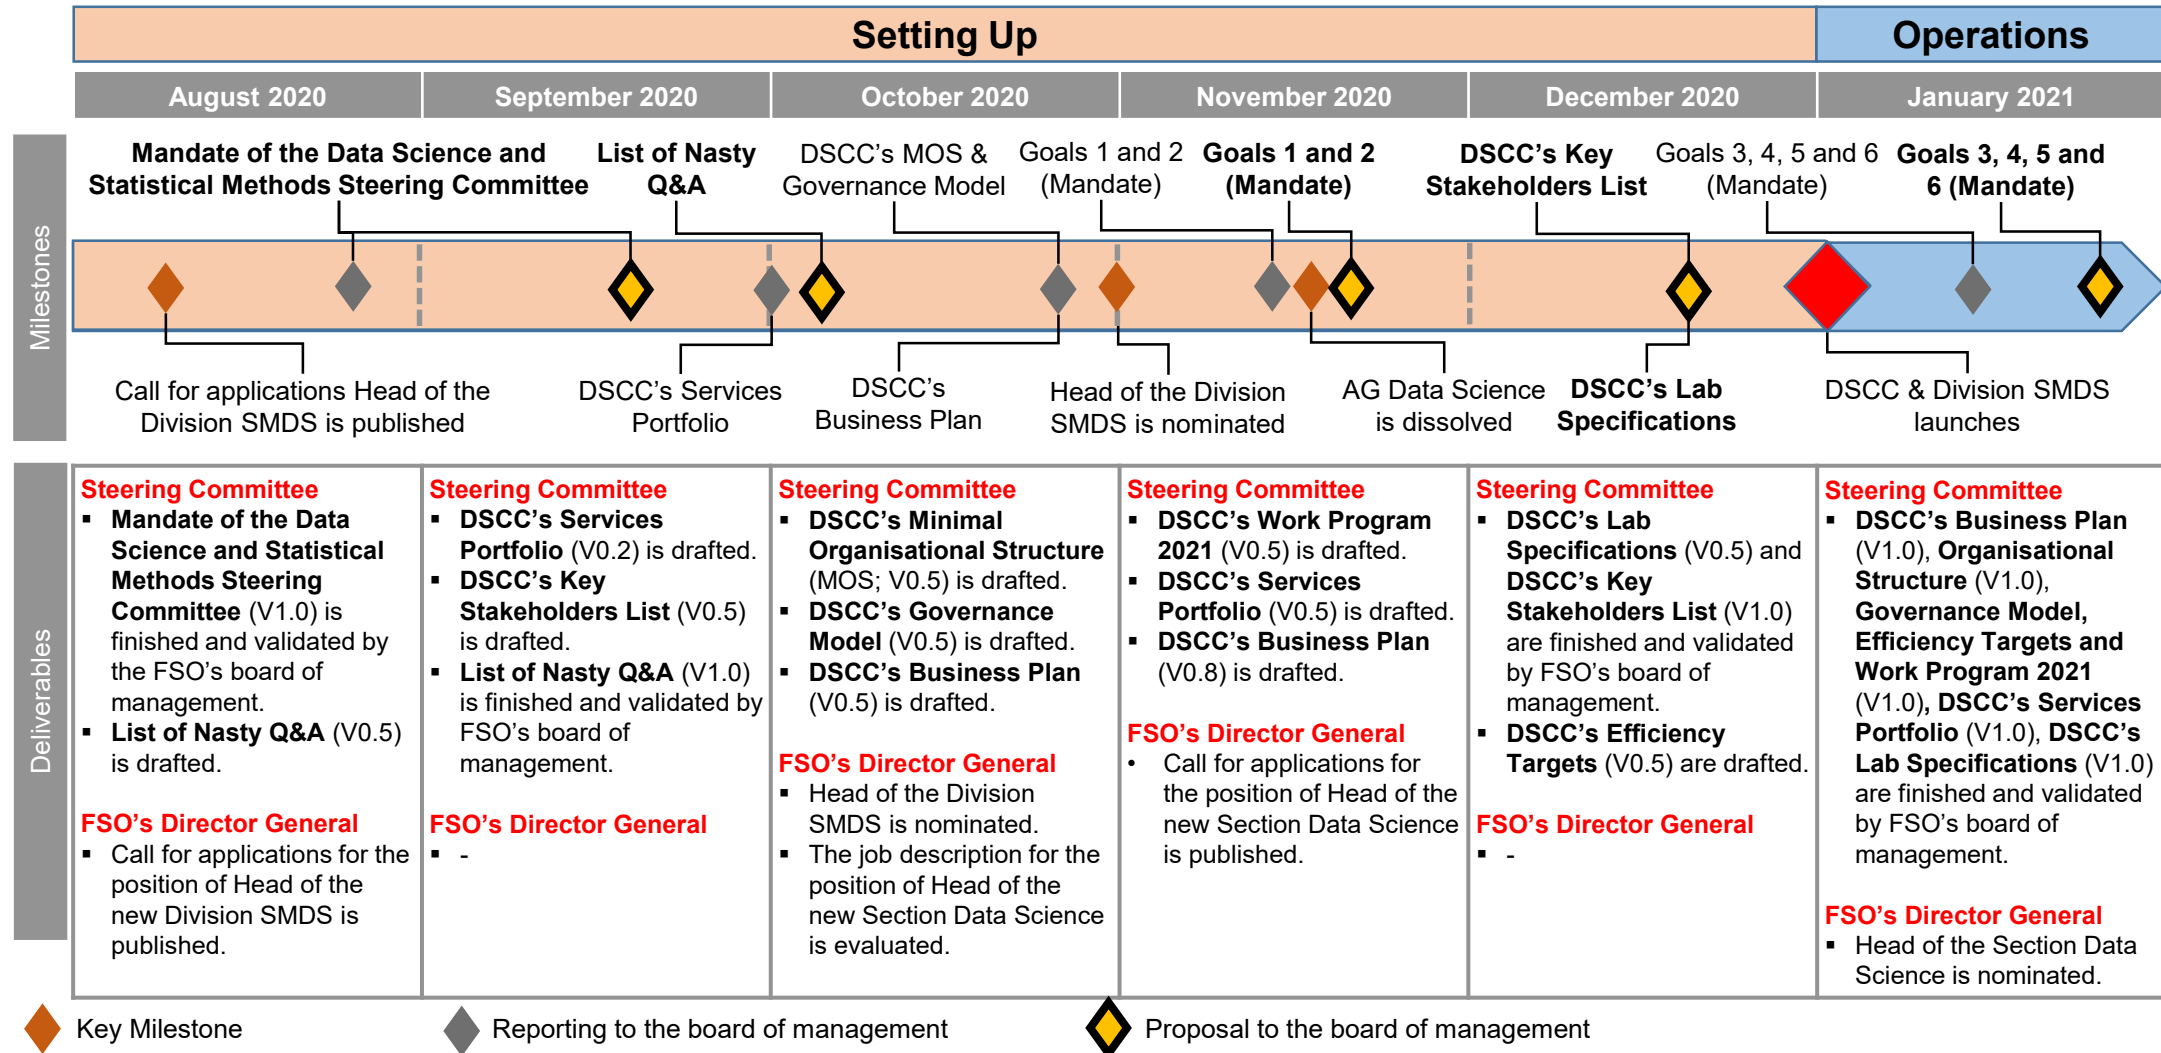 Setting Up
Operations
August 2020
September 2020
October 2020
November 2020
December 2020
January 2021
Milestones
Mandate of the Data Science and
Statistical Methods Steering Committee
List of Nasty
Q&A
DSCC's MOS &
Governance Model
Goals 1 and 2
(Mandate)
Goals 1 and 2
(Mandate)
DSCC's Key
Stakeholders List
Goals 3, 4, 5 and 6
(Mandate)
Goals 3, 4, 5 and
6 (Mandate)
Call for applications Head of the
Division SMDS is published
DSCC's Services
Portfolio
DSCC's
Business Plan
Head of the Division
SMDS is nominated
AG Data Science
is dissolved
DSCC's Lab
Specifications
DSCC & Division SMDS
launches
Deliverables
Steering Committee
▪ Mandate of the Data
Science and Statistical
Methods Steering
Committee (V1.0) is
finished and validated by
the FSO's board of
management.
▪ List of Nasty Q&A (V0.5)
is drafted.
FSO's Director General
▪ Call for applications for the
position of Head of the
new Division SMDS is
published.
Steering Committee
▪ DSCC's Services
Portfolio (V0.2) is drafted.
▪ DSCC's Key
Stakeholders List (V0.5)
is drafted.
▪ List of Nasty Q&A (V1.0)
is finished and validated by
FSO's board of
management.
FSO's Director General
▪ -
Steering Committee
▪ DSCC's Minimal
Organisational Structure
(MOS; V0.5) is drafted.
▪ DSCC's Governance
Model (V0.5) is drafted.
▪ DSCC's Business Plan
(V0.5) is drafted.
FSO's Director General
▪ Head of the Division
SMDS is nominated.
▪ The job description for the
position of Head of the
new Section Data Science
is evaluated.
Steering Committee
▪ DSCC's Work Program
2021 (V0.5) is drafted.
▪ DSCC's Services
Portfolio (V0.5) is drafted.
▪ DSCC's Business Plan
(V0.8) is drafted.
FSO's Director General
• Call for applications for
the position of Head of the
new Section Data Science
is published.
Steering Committee
▪ DSCC's Lab
Specifications (V0.5) and
DSCC's Key
Stakeholders List (V1.0)
are finished and validated
by FSO's board of
management.
▪ DSCC's Efficiency
Targets (V0.5) are drafted.
FSO's Director General
▪ -
Steering Committee
▪ DSCC's Business Plan
(V1.0), Organisational
Structure (V1.0),
Governance Model,
Efficiency Targets and
Work Program 2021
(V1.0), DSCC's Services
Portfolio (V1.0), DSCC's
Lab Specifications (V1.0)
are finished and validated
by FSO's board of
management.
FSO's Director General
▪ Head of the Section Data
Science is nominated.
Key Milestone
Reporting to the board of management
Proposal to the board of management